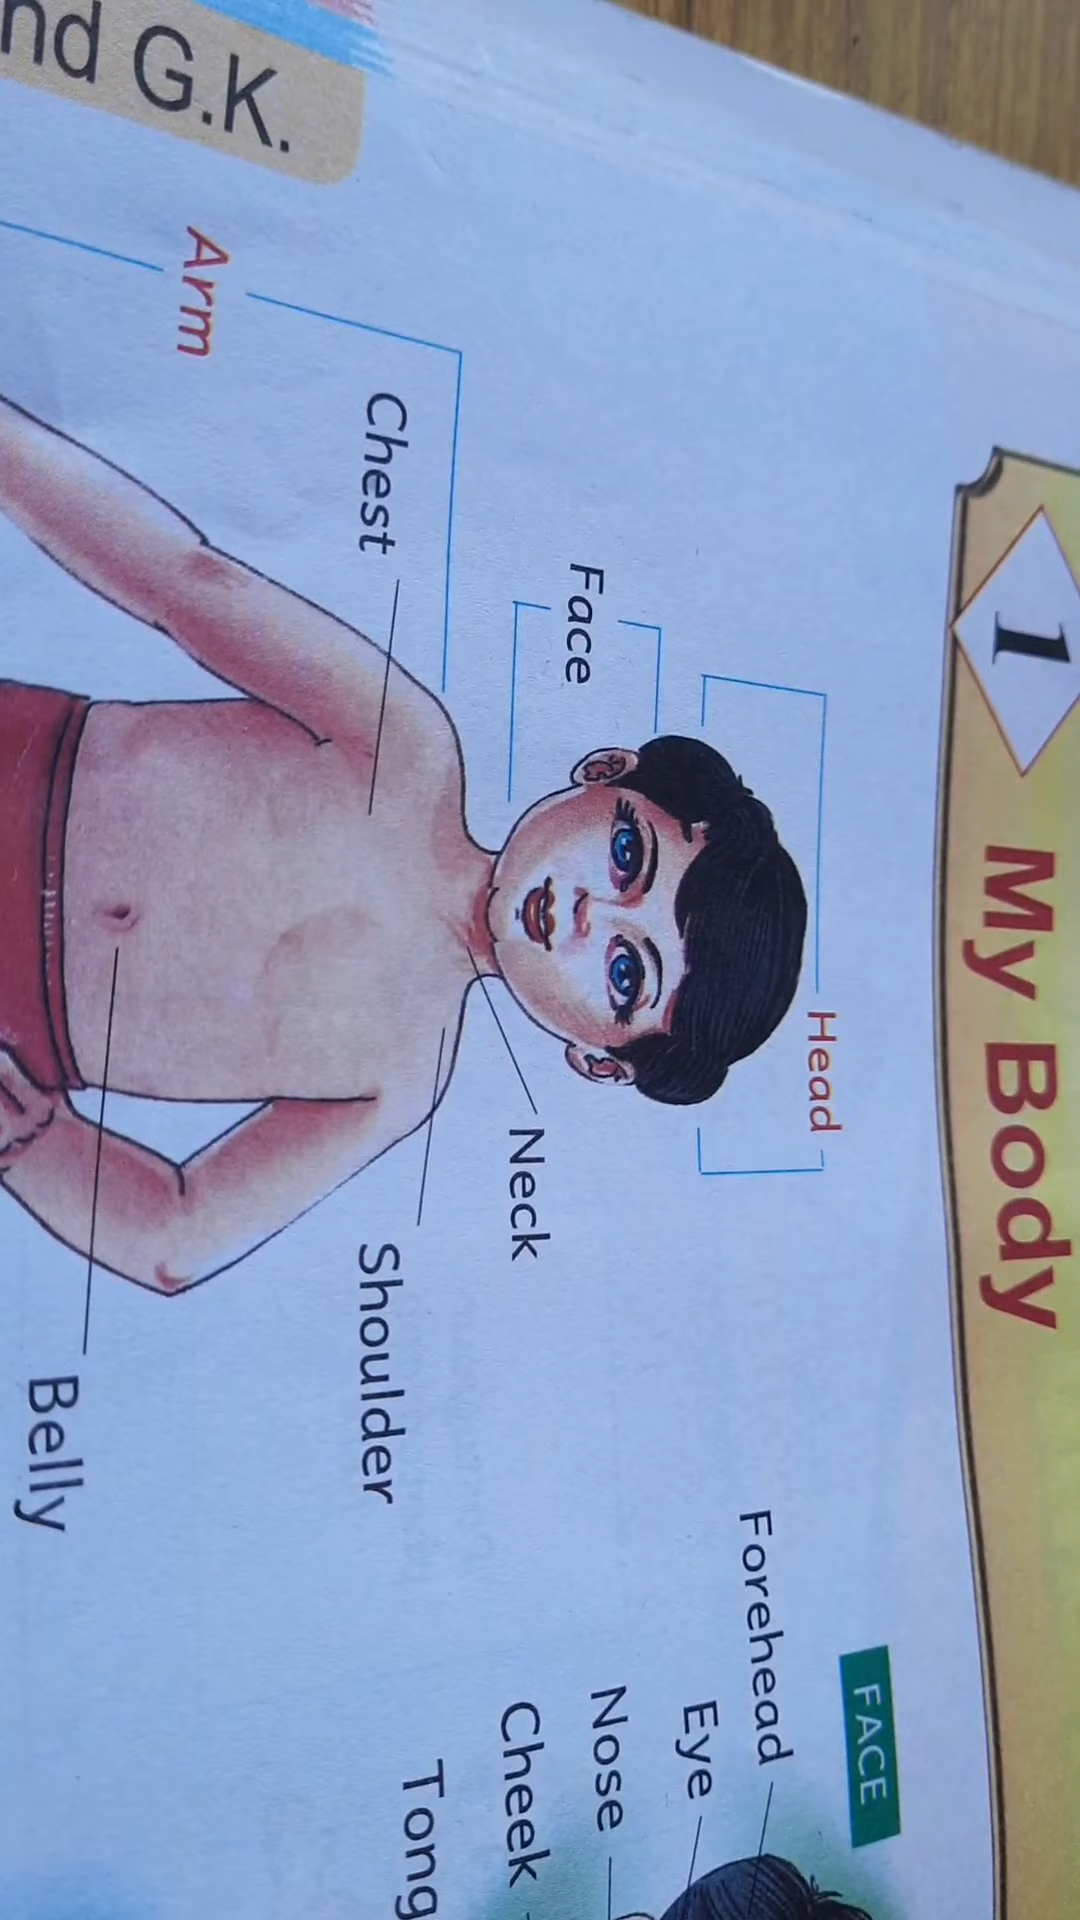 nd G.K.
1
My Body
Head
Face
Arm
Chest
Neck
Shoulder
Belly
FACE
Forehead
Eye
Nose
Cheek
Tong